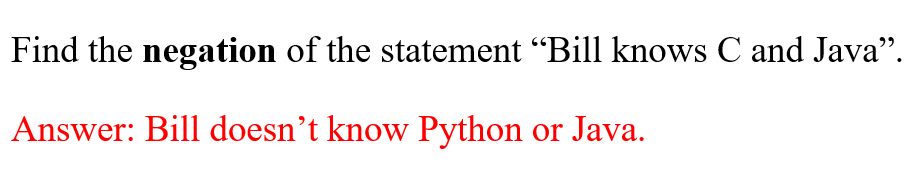 Find the negation of the statement “Bill knows C and Java”.
Answer: Bill doesn’t know Python or Java.